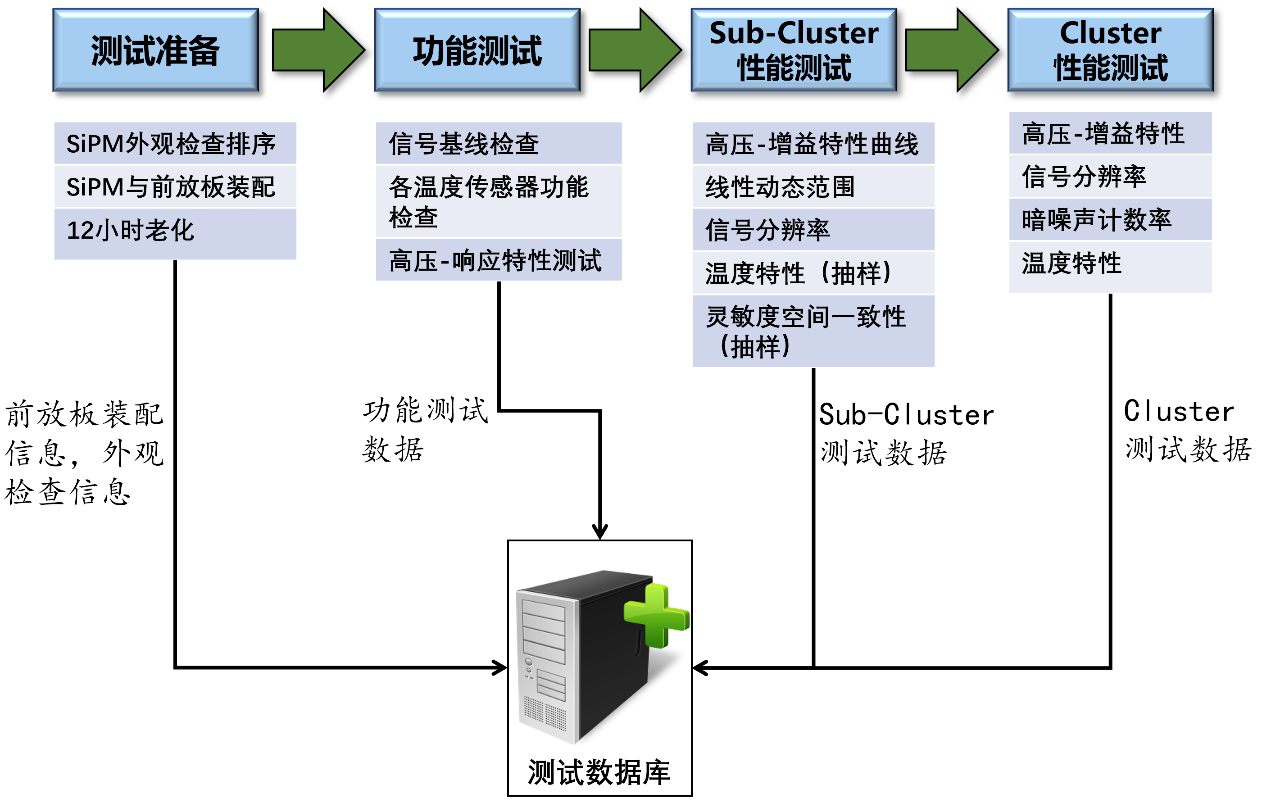 测试准备
功能测试
Sub-Cluster
性能测试
Cluster
性能测试
SiPM外观检查排序
SiPM与前放板装配
12小时老化
信号基线检查
各温度传感器功能
检查
高压-响应特性测试
高压-增益特性曲线
线性动态范围
信号分辨率
温度特性（抽样）
灵敏度空间一致性
（抽样）
高压-增益特性
信号分辨率
暗噪声计数率
温度特性
前放板装配
信息，外观
检查信息
功能测试
数据
Sub-Cluster
测试数据
Cluster
测试数据
测试数据库